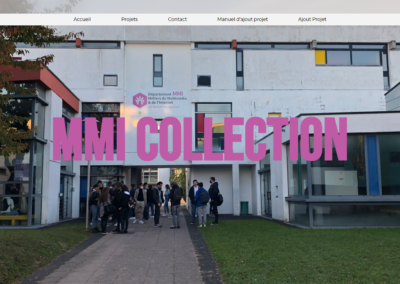 Accueil Projets Contact Manuel d'ajout projet Ajout Projet
Département MMI
Métiers du Multimédia
& de l'Internet
MMI COLLECTION